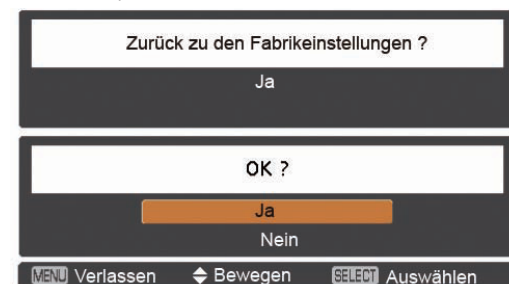 Zurück zu den Fabrikeinstellungen ?
Ja
OK ?
Ja
Nein
MENU Verlassen Bewegen SELECT Auswählen